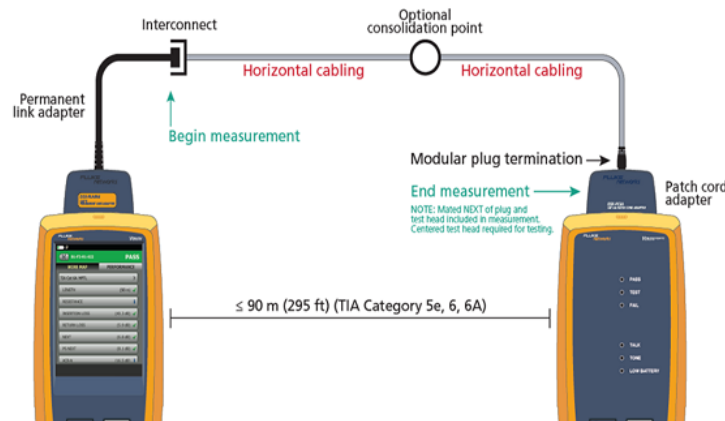 Optional
consolidation point
Interconnect
Horizontal cabling
Horizontal cabling
Permanent
link adapter
Begin measurement
Modular plug termination
End measurement
NOTE: Mated NEXT of plug and
test head included in measurement.
Centered test head required for testing.
Patch cord
adapter
≤ 90 m (295 ft) (TIA Category 5e, 6, 6A)
PASS
PERFORMANCE
LENGTH
RESISTANCE
INSERTION LOSS
RETURN LOSS
NEXT
PASS
TEST
FAIL
TALK
TONE
LOW BATTERY